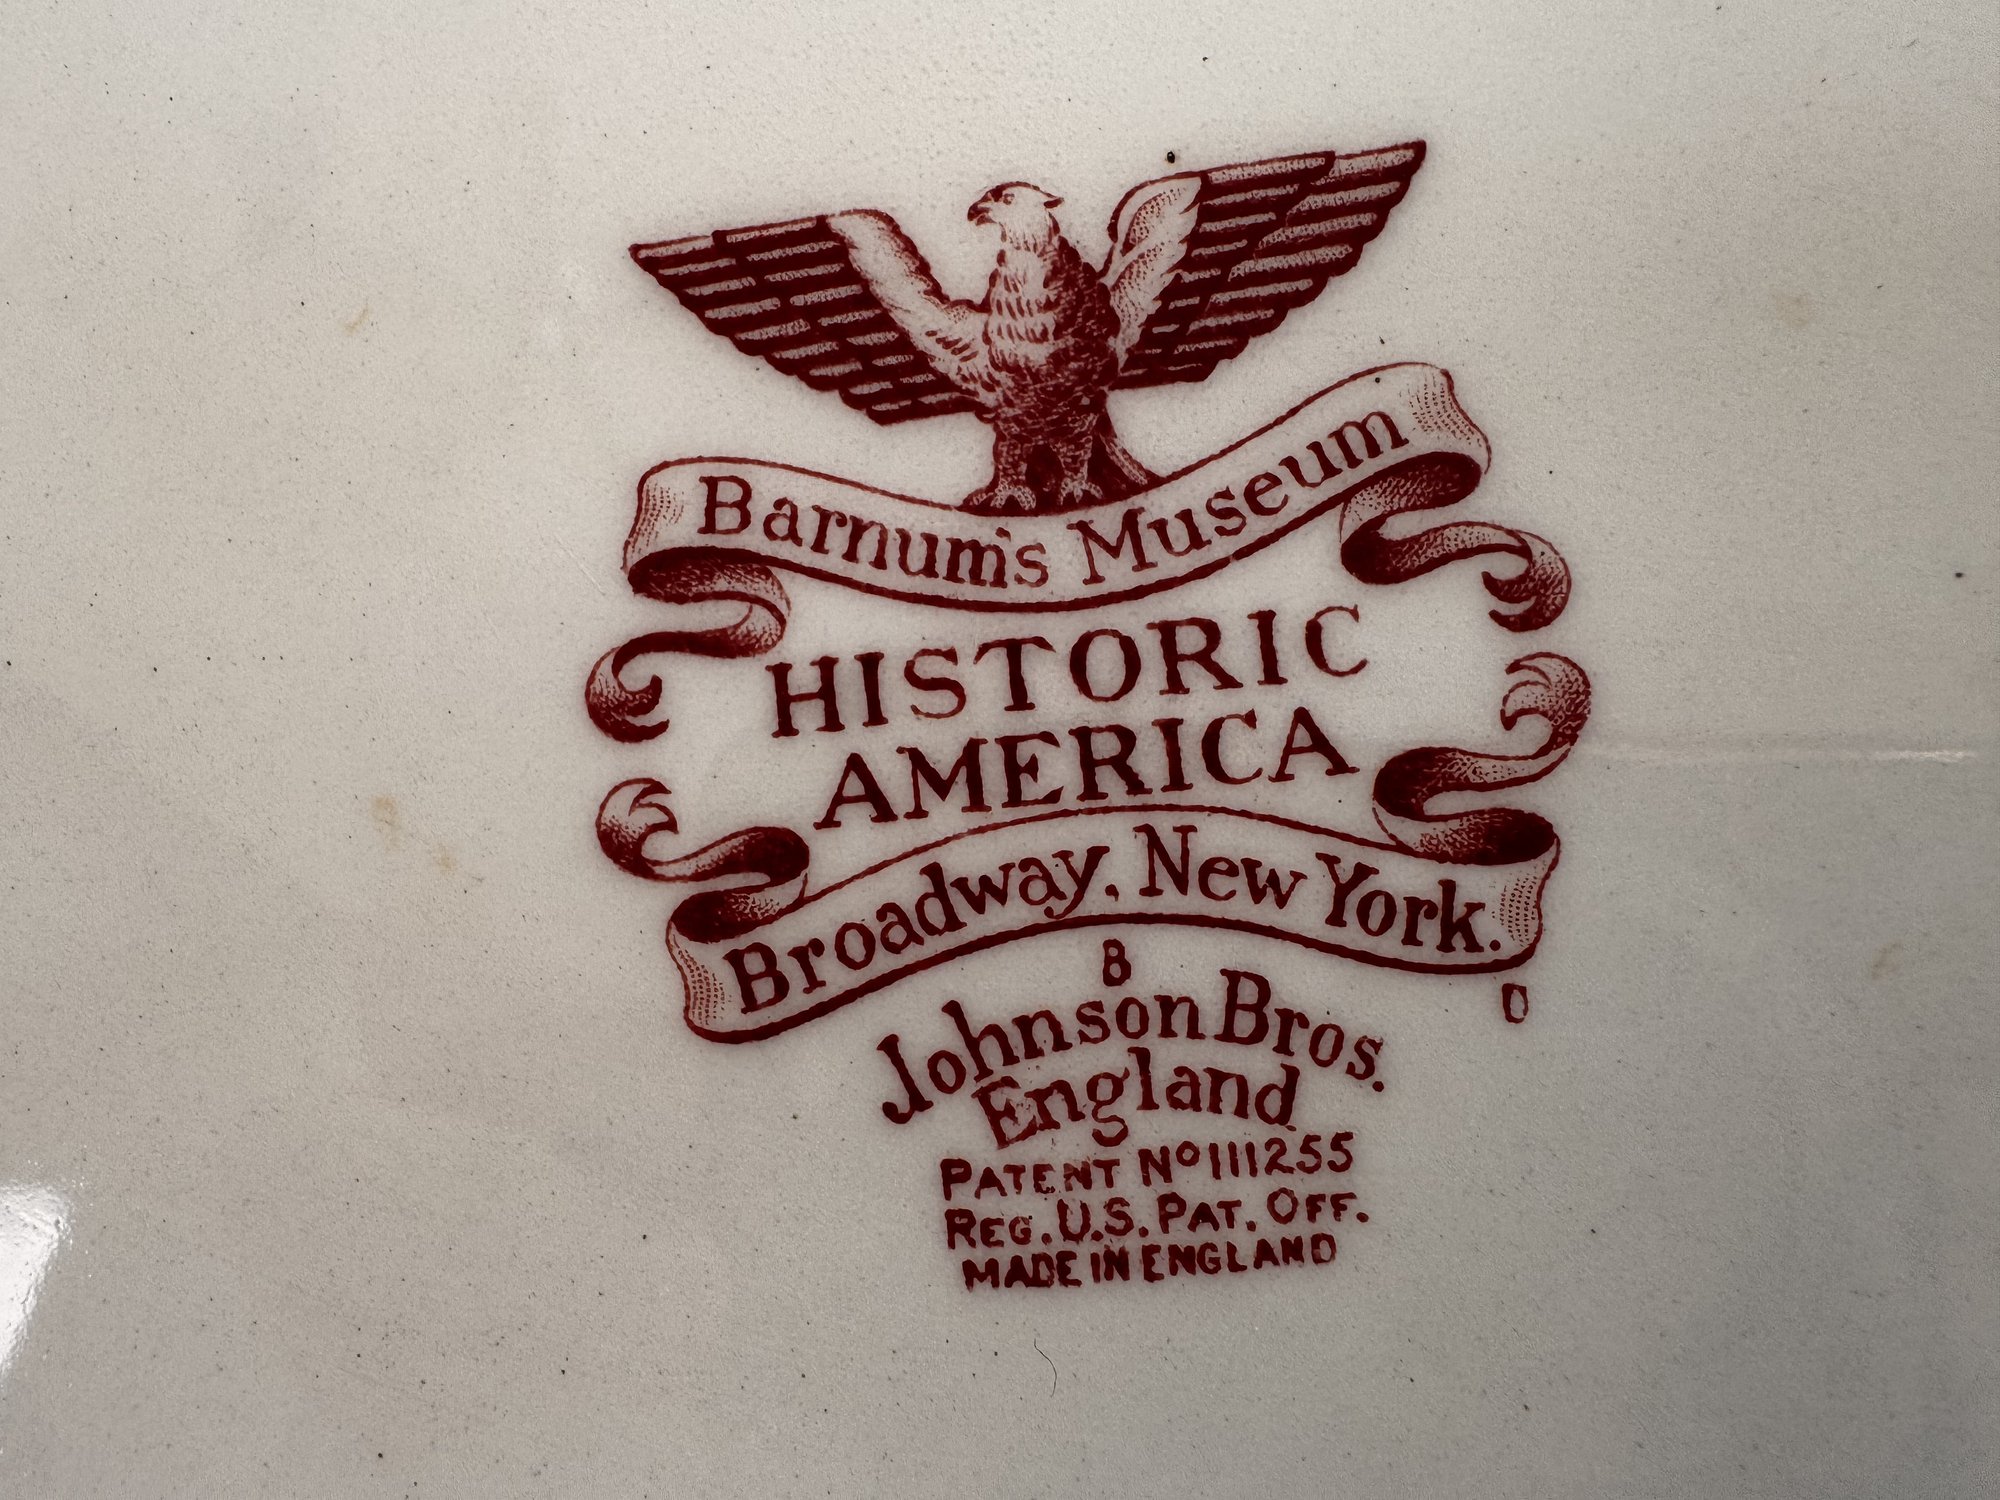 Barnum's Museum
HISTORIC
AMERICA
Broadway, New York.
B
D
Johnson Bros.
England
PATENT Nº 111255
REG. U.S. PAT. OFF.
MADE IN ENGLAND